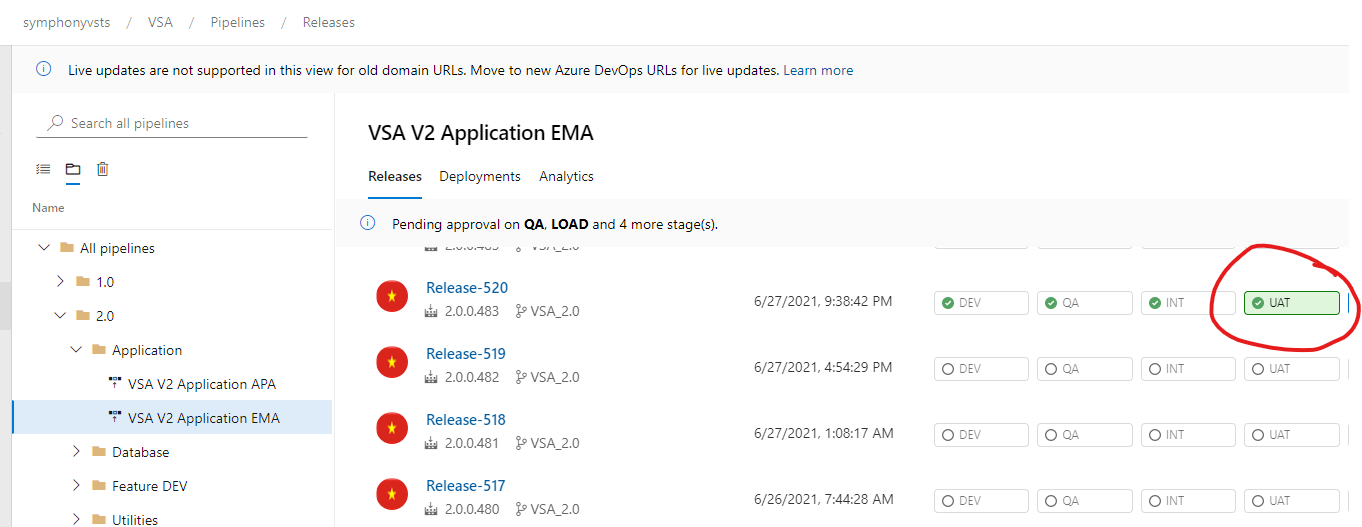 symphonyvsts / VSA / Pipelines / Releases
Live updates are not supported in this view for old domain URLs. Move to new Azure DevOps URLs for live updates. Learn more
Search all pipelines
Name
All pipelines
1.0
2.0
Application
VSA V2 Application APA
VSA V2 Application EMA
Database
Feature DEV
Utilities
VSA V2 Application EMA
Releases Deployments Analytics
Pending approval on QA, LOAD and 4 more stage(s).
VSA_2.0
Release-520
2.0.0.483 VSA_2.0
6/27/2021, 9:38:42 PM DEV QA INT UAT
Release-519
2.0.0.482 VSA_2.0
6/27/2021, 4:54:29 PM DEV QA INT UAT
Release-518
2.0.0.481 VSA_2.0
6/27/2021, 1:08:17 AM DEV QA INT UAT
Release-517
2.0.0.480 VSA_2.0
6/26/2021, 7:44:28 AM DEV QA INT UAT